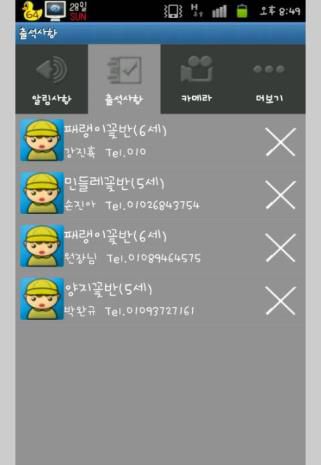 64
28일
SUN
H
오후 8:49
출석사항
알림사항
출석사항
카메라
더보기
패랭이꽃반(6세)
강진혁 Tel.010
민들레꽃반(5세)
손진아 Tel.01026843754
패랭이꽃반(6세)
원장님 Tel.01089464575
양지꽃반(5세)
박완규 Tel.01093727161